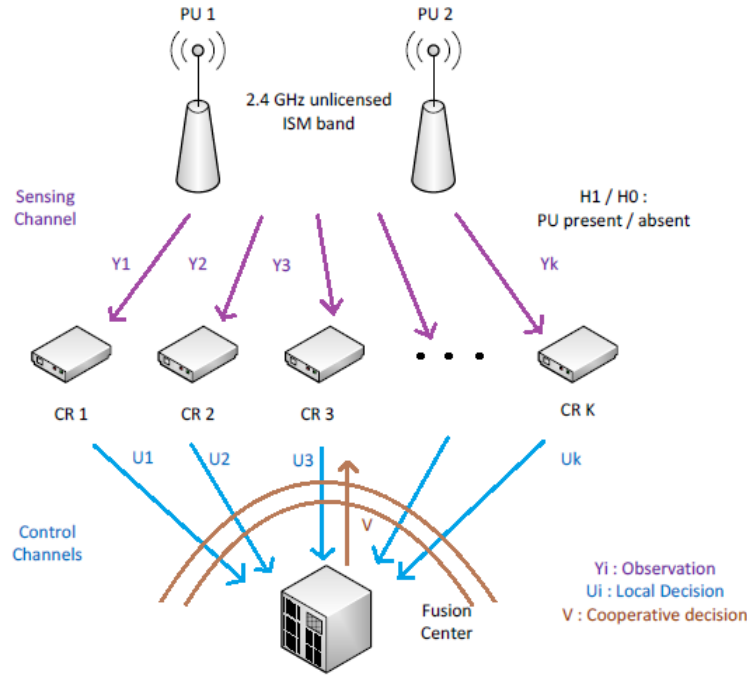 PU 1
PU 2
2.4 GHz unlicensed
ISM band
Sensing
Channel
H1 / H0 :
PU present / absent
Y1
Y2
Y3
Yk
CR 1
CR 2
CR 3
CR K
U1
U2
U3
Uk
V
Control
Channels
Fusion
Center
Yi : Observation
Ui : Local Decision
V : Cooperative decision